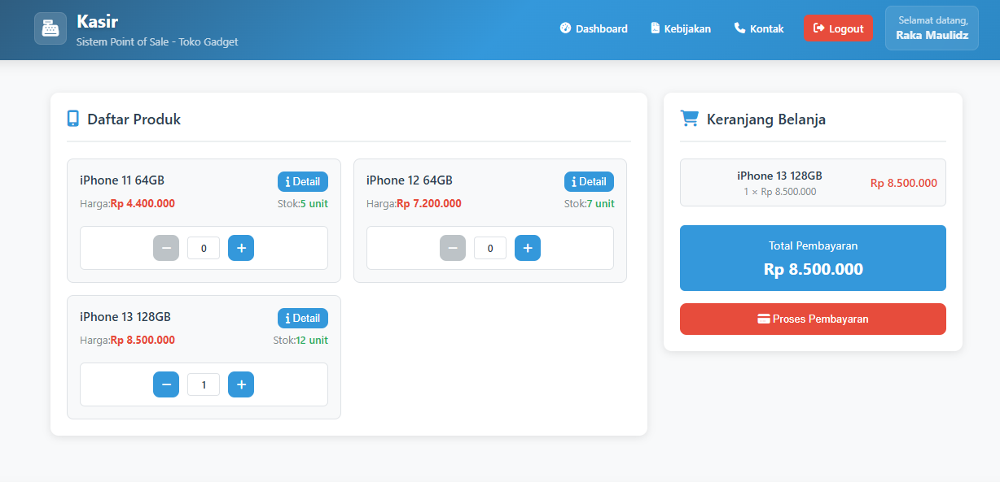 Kasir
Sistem Point of Sale - Toko Gadget
Dashboard
Kebijakan
Kontak
Logout
Selamat datang,
Raka Maulidz
Daftar Produk
iPhone 11 64GB
Detail
Harga:Rp 4.400.000
Stok:5 unit
0
iPhone 12 64GB
Detail
Harga:Rp 7.200.000
Stok:7 unit
0
iPhone 13 128GB
Detail
Harga:Rp 8.500.000
Stok:12 unit
1
Keranjang Belanja
iPhone 13 128GB
1 × Rp 8.500.000
Rp 8.500.000
Total Pembayaran
Rp 8.500.000
Proses Pembayaran